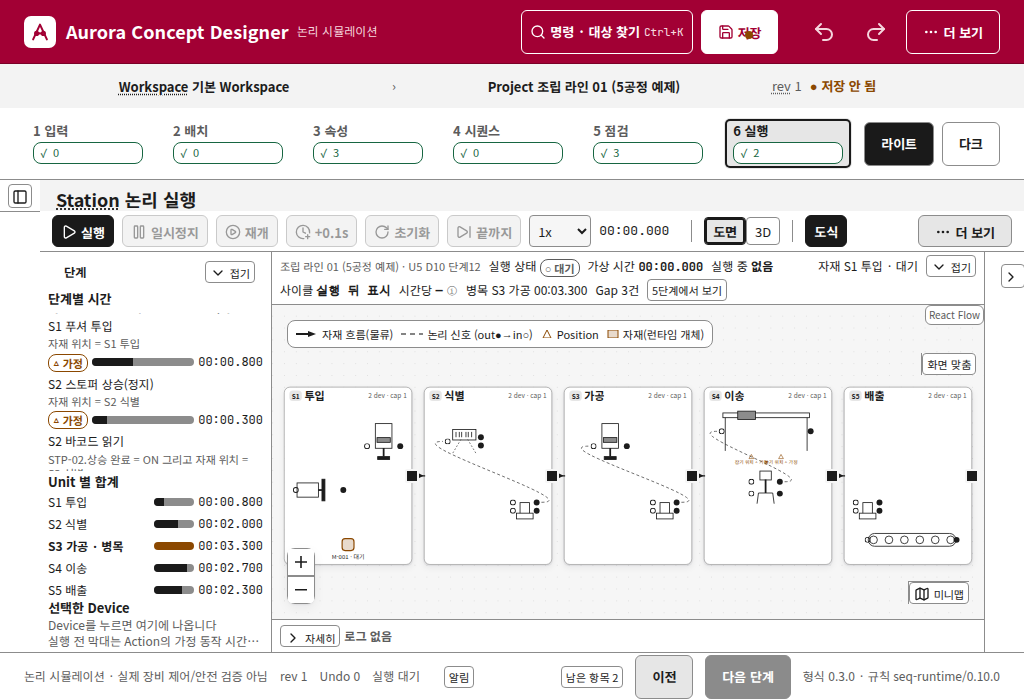 Aurora Concept Designer 논리 시뮬레이션
명령 · 대상 찾기 Ctrl+K
저장
··· 더 보기
Workspace 기본 Workspace › Project 조립 라인 01 (5공정 예제) rev 1 ● 저장 안 됨
1 입력 2 배치 3 속성 4 시퀀스 5 점검 6 실행
√ 0 √ 0 √ 3 √ 0 √ 3 √ 2
라이트 다크
Station 논리 실행
실행 일시정지 재개 +0.1s 초기화 끝까지 1x 00:00.000 도면 3D 도식 ··· 더 보기
단계 접기
단계별 시간
S1 푸셔 투입
자재 위치 = S1 투입
△ 가정 00:00.800
S2 스토퍼 상승(정지)
자재 위치 = S2 식별
△ 가정 00:00.300
S2 바코드 읽기
STP-02.상승 완료 = ON 그리고 자재 위치 =
Unit 별 합계
S1 투입 00:00.800
S2 식별 00:02.000
S3 가공 · 병목 00:03.300
S4 이송 00:02.700
S5 배출 00:02.300
선택한 Device
Device를 누르면 여기에 나옵니다
실행 전 막대는 Action의 가정 동작 시간···
조립 라인 01 (5공정 예제) · U5 D10 단계12 실행 상태 ○ 대기 가상 시간 00:00.000 실행 중 없음 자재 S1 투입 · 대기 접기
사이클 실행 뒤 표시 시간당 — ⓘ 병목 S3 가공 00:03.300 Gap 3건 5단계에서 보기
React Flow
자재 흐름(물류) 논리 신호 (out●→in○) △ Position 자재(런타임 개체)
화면 맞춤
S1 투입 2 dev · cap 1
S2 식별 2 dev · cap 1
S3 가공 2 dev · cap 1
S4 이송 2 dev · cap 1
S5 배출 2 dev · cap 1
M-001 · 대기
+
−
미니맵
자세히 로그 없음
논리 시뮬레이션 · 실제 장비 제어/안전 검증 아님 rev 1 Undo 0 실행 대기 알림 남은 항목 2 이전 다음 단계 형식 0.3.0 · 규칙 seq-runtime/0.10.0